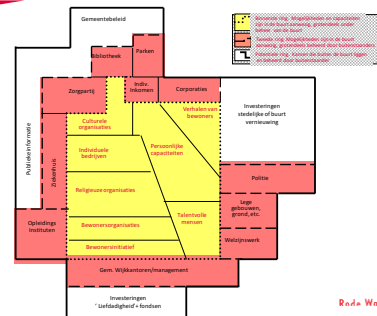 Gemeentebeleid
Bibliotheek
Parken
Zorgpartij
Indiv.
Inkomen
Corporaties
Publieke informatie
Culturele
organisaties
Verhalen van
bewoners
Investeringen
stedelijke of buurt
vernieuwing
Individuele
bedrijven
Persoonlijke
capaciteiten
Ziekenhuis
Religieuze organisaties
Politie
Opleidings
Instituten
Talentvolle
mensen
Lege
gebouwen,
grond, etc.
Bewonersorganisaties
Welzijnswerk
Bewonersinitiatief
Gem. Wijkkantoren/management
Investeringen
' Liefdadigheid'+ fondsen
Binnenste ring. Mogelijkheden en capaciteiten
zijn in de buurt aanwezig, grotendeels onder
beheer van de buurt
Tweede ring. Mogelijkheden zijn in de buurt
aanwezig, grotendeels beheerd door buitenstaanders